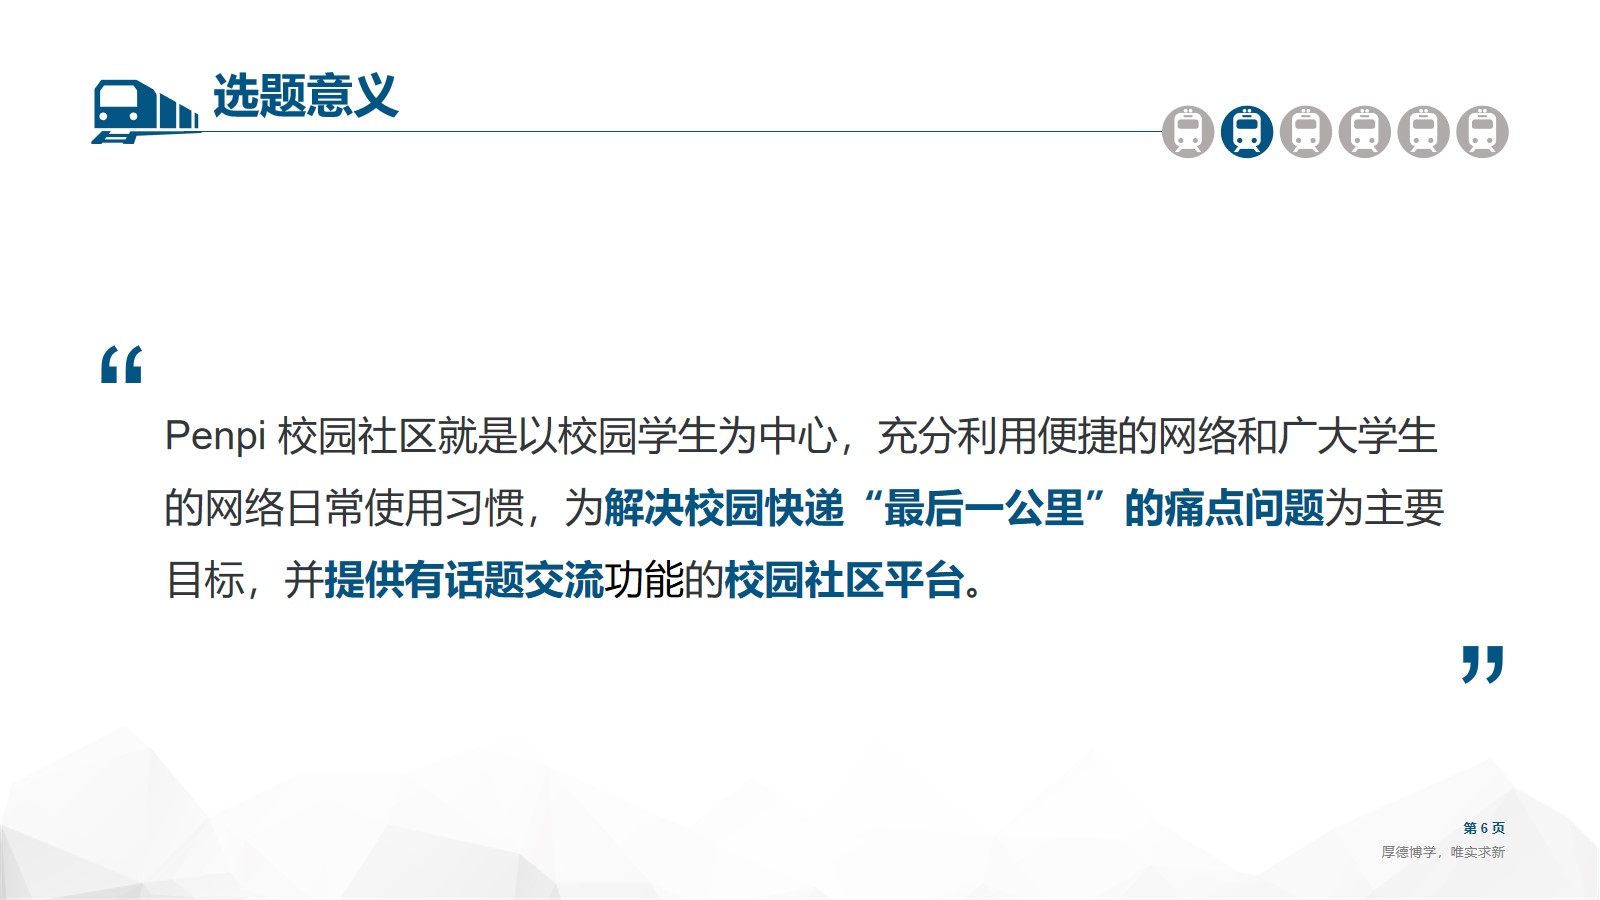 选题意义
“
Penpi 校园社区就是以校园学生为中心，充分利用便捷的网络和广大学生
的网络日常使用习惯，为解决校园快递“最后一公里”的痛点问题为主要
目标，并提供有话题交流功能的校园社区平台。
”
第 6 页
厚德博学，唯实求新